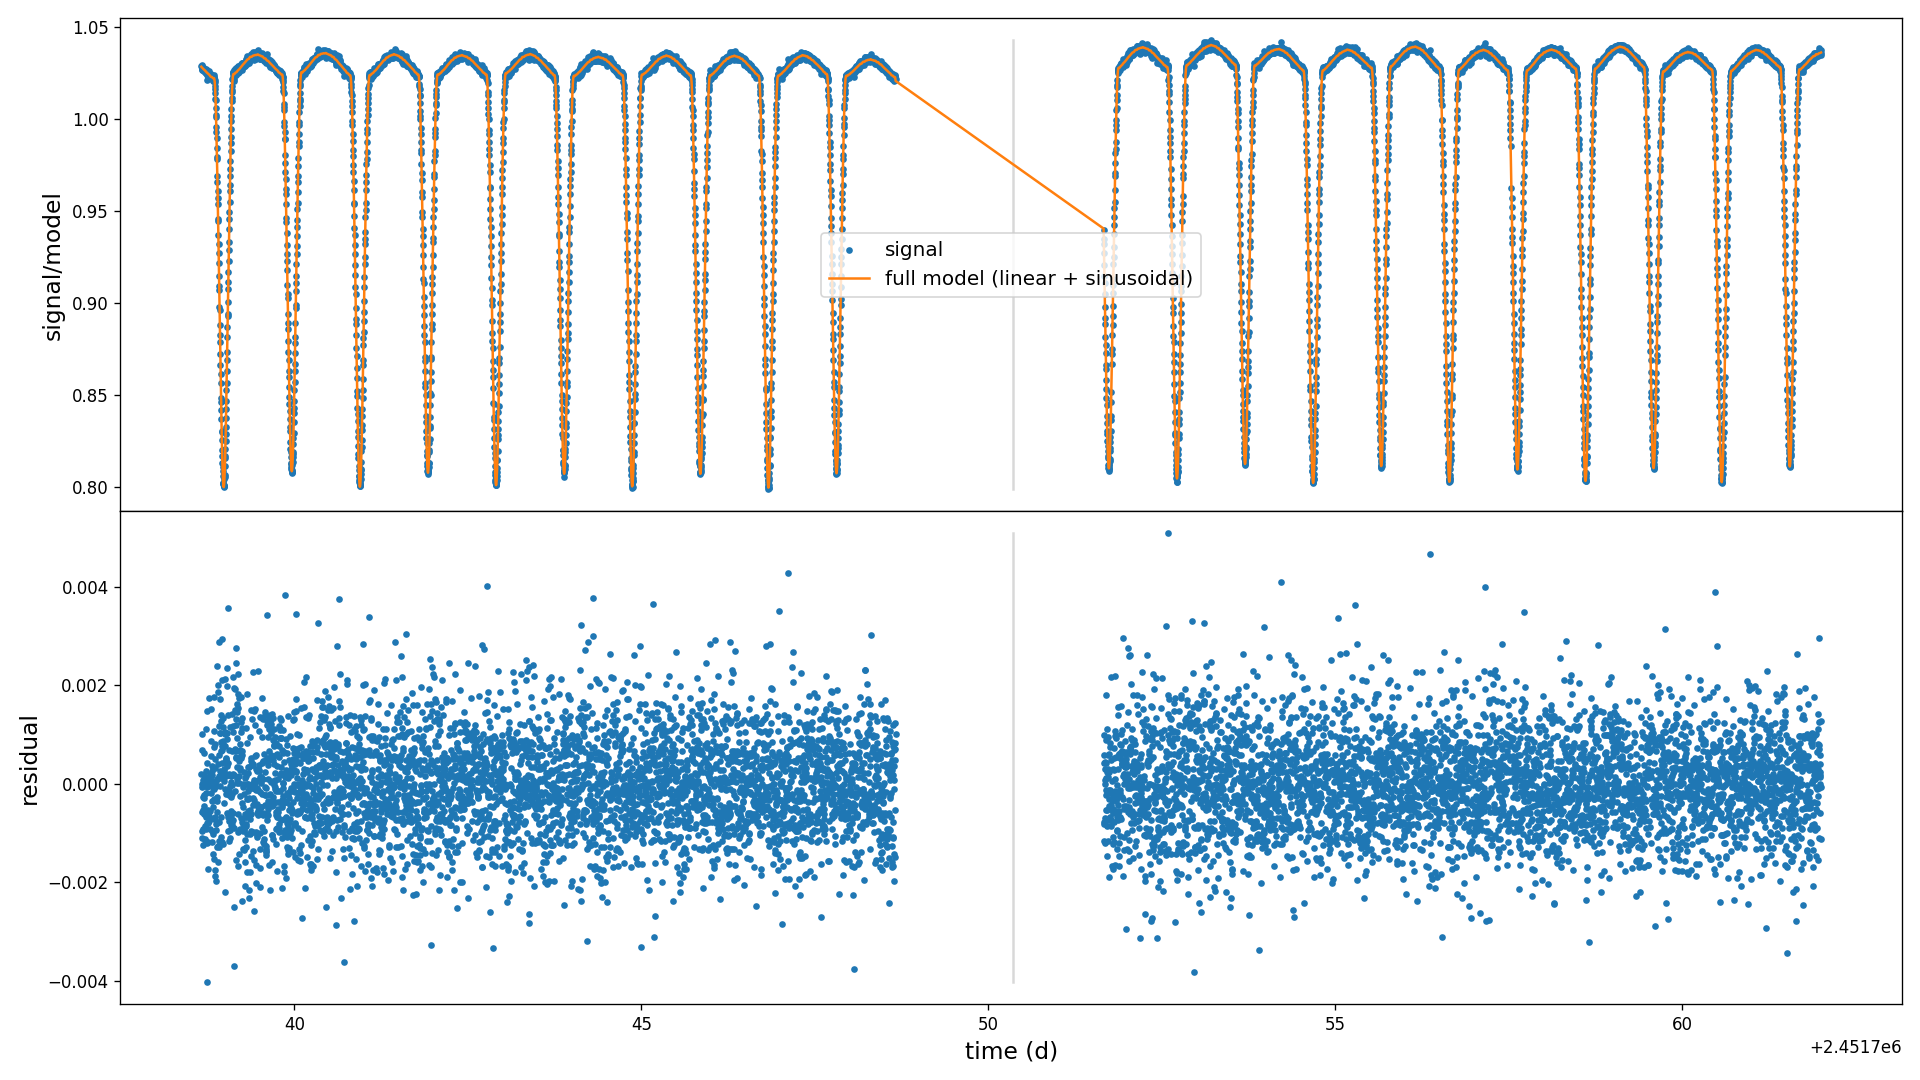 1.05
1.00
0.95
0.90
0.85
0.80
signal/model
signal
full model (linear + sinusoidal)
0.004
0.002
0.000
−0.002
−0.004
residual
40
45
50
55
60
time (d)
+2.4517e6